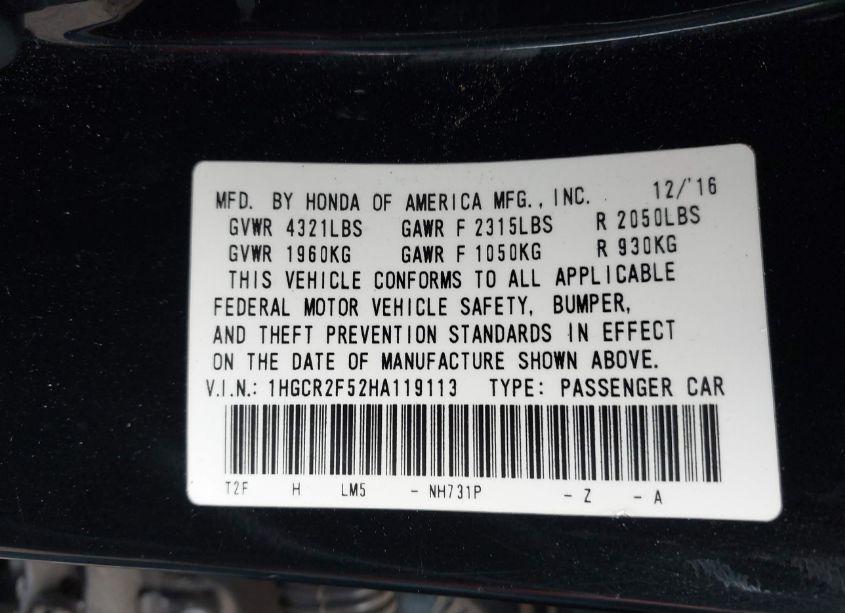 MFD. BY HONDA OF AMERICA MFG., INC. 12/'16
GVWR 4321LBS GAWR F 2315LBS R 2050LBS
GVWR 1960KG GAWR F 1050KG R 930KG
THIS VEHICLE CONFORMS TO ALL APPLICABLE
FEDERAL MOTOR VEHICLE SAFETY, BUMPER,
AND THEFT PREVENTION STANDARDS IN EFFECT
ON THE DATE OF MANUFACTURE SHOWN ABOVE.
V.I.N.: 1HGCR2F52HA119113 TYPE: PASSENGER CAR
T2F H LM5 - NH731P - Z - A